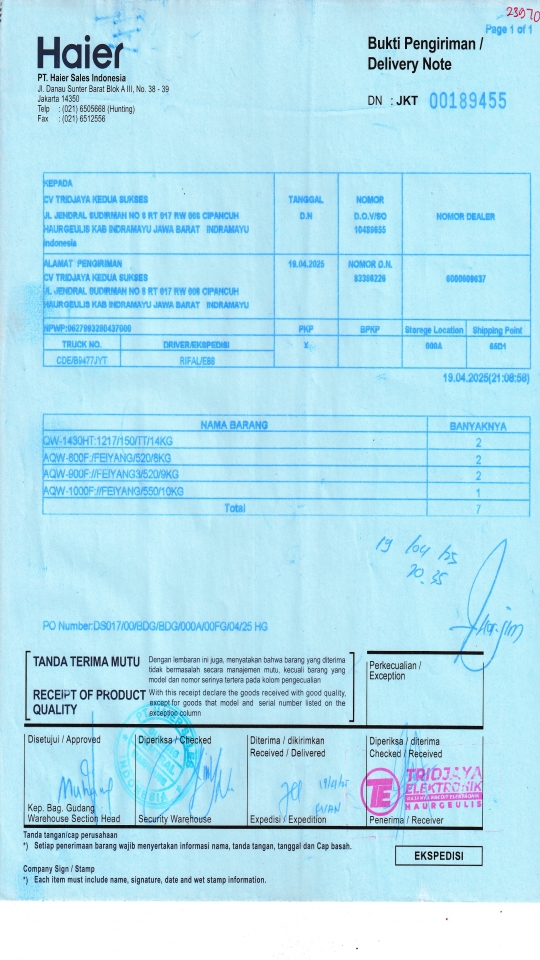 23970
Page 1 of 1
Haier
Bukti Pengiriman /
Delivery Note
PT. Haier Sales Indonesia
Jl. Danau Sunter Barat Blok A III, No. 38 - 39
Jakarta 14350
Telp : (021) 6505668 (Hunting)
Fax : (021) 6512556
DN : JKT 00189455
KEPADA
CV TRIDJAYA KEDUA SUKSES
JL JENDRAL SUDIRMAN NO 8 RT 017 RW 006 CIPANCUH
HAURGEULIS KAB INDRAMAYU JAWA BARAT INDRAMAYU
Indonesia
TANGGAL
D.N
NOMOR
D.O.V/SO
10489655
NOMOR DEALER
ALAMAT PENGIRIMAN
CV TRIDJAYA KEDUA SUKSES
JL JENDRAL SUDIRMAN NO 8 RT 017 RW 006 CIPANCUH
HAURGEULIS KAB INDRAMAYU JAWA BARAT INDRAMAYU
19.04.2025
NOMOR D.N.
83386226
NPWP:
PKP
BPKP
Storege Location
Shipping Point
TRUCK NO.
DRIVER/EKSPEDISI
X
000A
65D1
CDE/B9477JYT
RIFAL/E88
19.04.2025(21:08:56)
NAMA BARANG
BANYAKNYA
QW-1430HT:1217/150/TT/14KG 2
AQW-800F:/FEIYANG/520/8KG 2
AQW-900F://FEIYANG3/520/9KG 2
AQW-1000F://FEIYANG/550/10KG 1
Total 7
19/04/25
20.35
PO Number:DS017/00/BDG/BDG/000A/00FG/04/25 HG
TANDA TERIMA MUTU
Dengan lembaran ini juga, menyatakan bahwa barang yang diterima
tidak bermasalah secara manajemen mutu, kecuali barang yang
model dan nomor serinya tertera pada kolom pengecualian
RECEIPT OF PRODUCT
QUALITY
With this receipt declare the goods received with good quality,
except for goods that model and serial number listed on the
exception column
Perkecualian /
Exception
Disetujui / Approved
Diperiksa / Checked
Diterima / dikirimkan
Received / Delivered
Diperiksa / diterima
Checked / Received
IWAN
TE
TRIDJAYA
ELEKTRONIK
HAURGEULIS
Kep. Bag. Gudang
Warehouse Section Head
Security Warehouse
Expedisi / Expedition
Penerima / Receiver
Tanda tangan/cap perusahaan
*) Setiap penerimaan barang wajib menyertakan informasi nama, tanda tangan, tanggal dan Cap basah.
EKSPEDISI
Company Sign / Stamp
*) Each item must include name, signature, date and wet stamp information.